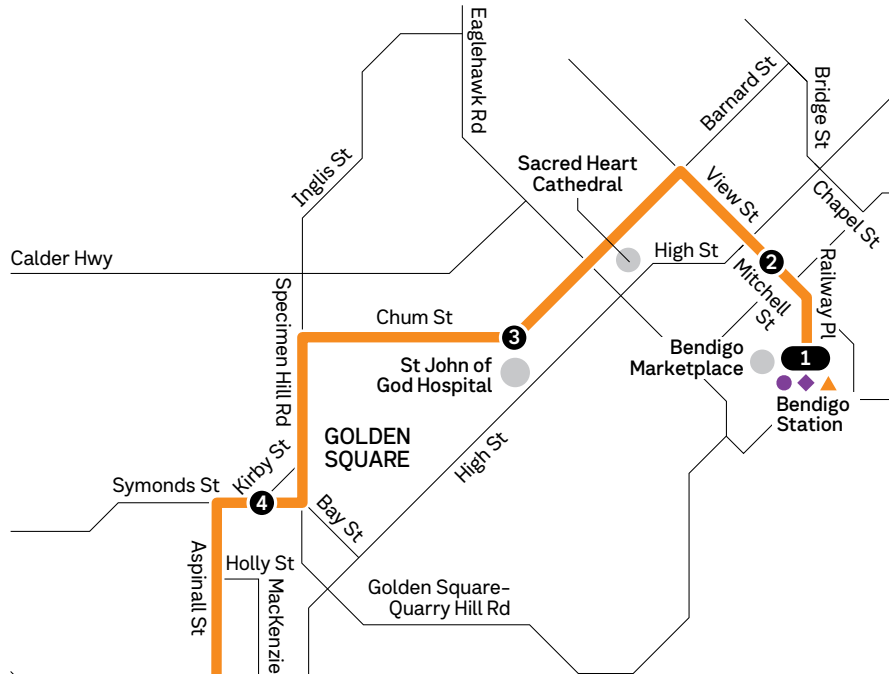 Eaglehawk Rd
Barnard St
Bridge St
Inglis St
Sacred Heart
Cathedral
View St
Chapel St
High St
Calder Hwy
2
Mitchell
St
Railway Pl
Specimen Hill Rd
Chum St
3
Bendigo
Marketplace
1
St John of
God Hospital
Bendigo
Station
GOLDEN
SQUARE
High St
Kirby St
Symonds St
4
Bay St
Holly St
Aspinall St
MacKenzie
Golden Square–
Quarry Hill Rd